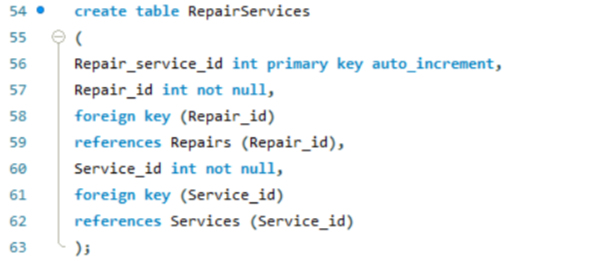 54 create table RepairServices
55 (
56 Repair_service_id int primary key auto_increment,
57 Repair_id int not null,
58 foreign key (Repair_id)
59 references Repairs (Repair_id),
60 Service_id int not null,
61 foreign key (Service_id)
62 references Services (Service_id)
63 );